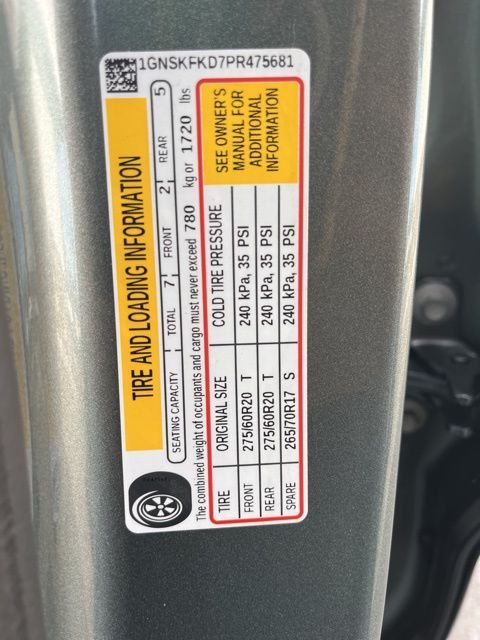 1GNSKFKD7PR475681
TIRE AND LOADING INFORMATION
SEATING CAPACITY TOTAL 7 FRONT 2 REAR 5
The combined weight of occupants and cargo must never exceed 780 kg or 1720 lbs.
TIRE ORIGINAL SIZE COLD TIRE PRESSURE
FRONT 275/60R20 T 240 kPa, 35 PSI
REAR 275/60R20 T 240 kPa, 35 PSI
SPARE 265/70R17 S 240 kPa, 35 PSI
SEE OWNER'S
MANUAL FOR
ADDITIONAL
INFORMATION